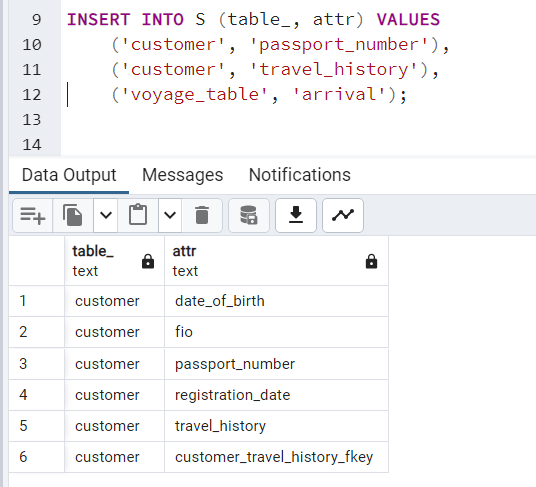 9 INSERT INTO S (table_, attr) VALUES
10 ('customer', 'passport_number'),
11 ('customer', 'travel_history'),
12 ('voyage_table', 'arrival');
13
14
Data Output Messages Notifications
table_ attr
text text
1 customer date_of_birth
2 customer fio
3 customer passport_number
4 customer registration_date
5 customer travel_history
6 customer customer_travel_history_fkey